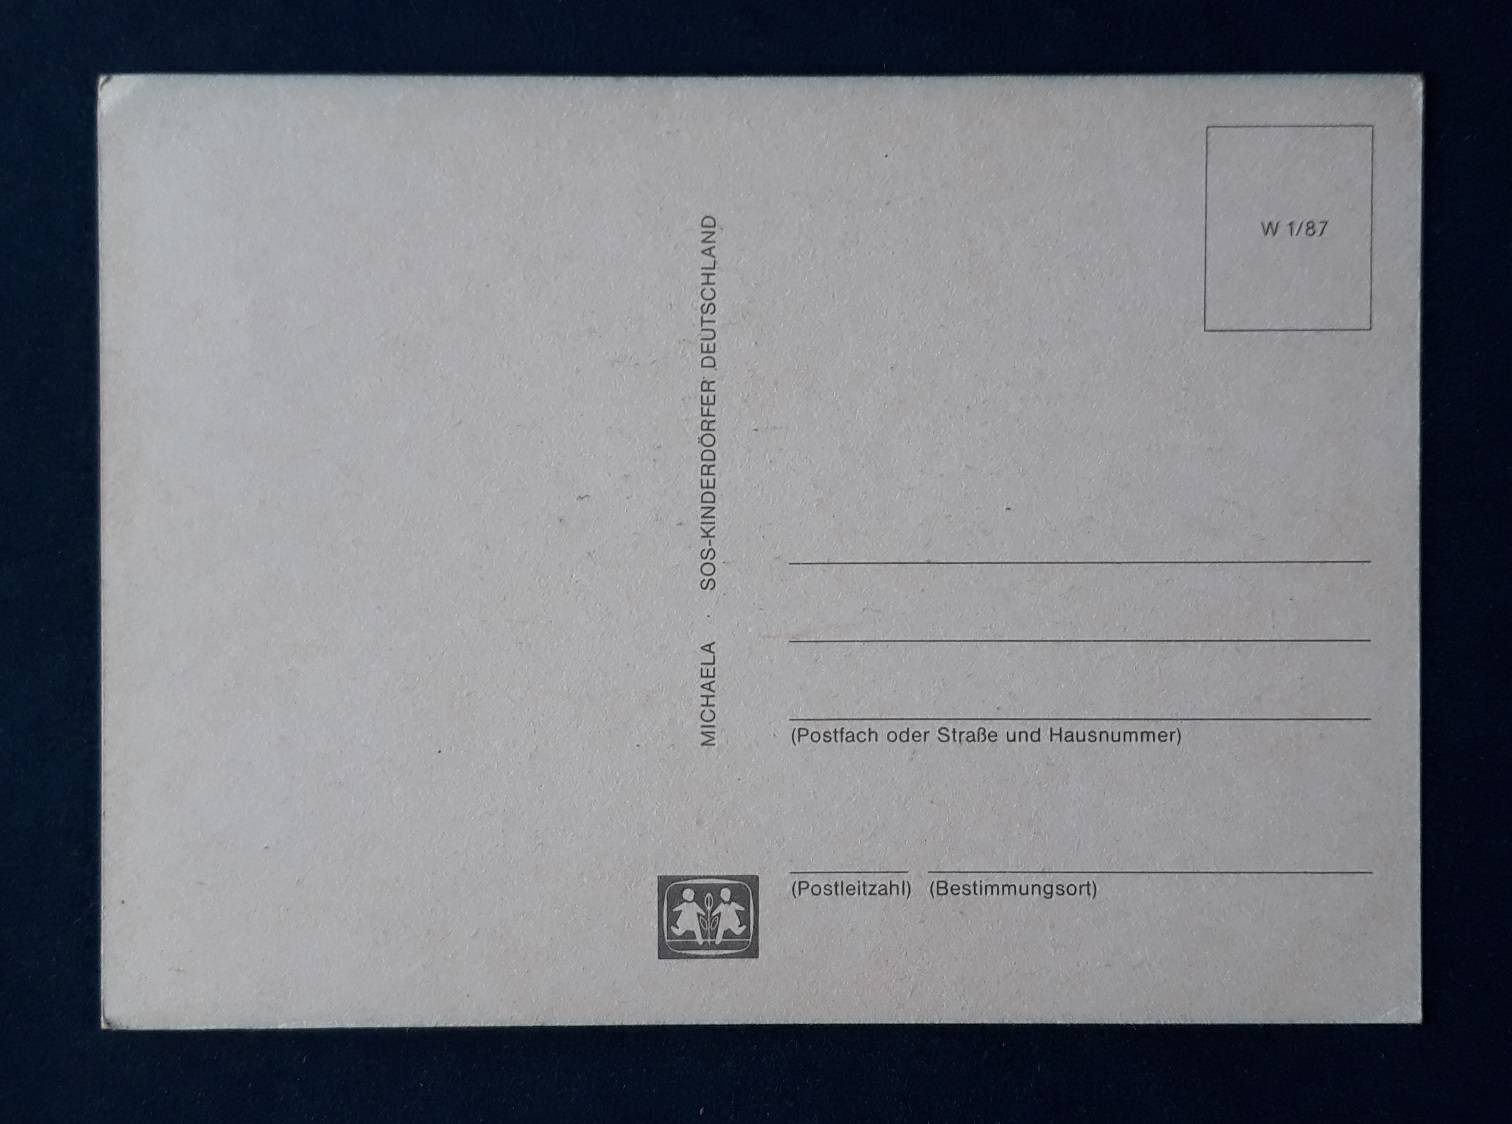 MICHAELA · SOS-KINDERDÖRFER DEUTSCHLAND
W 1/87
(Postfach oder Straße und Hausnummer)
(Postleitzahl) (Bestimmungsort)